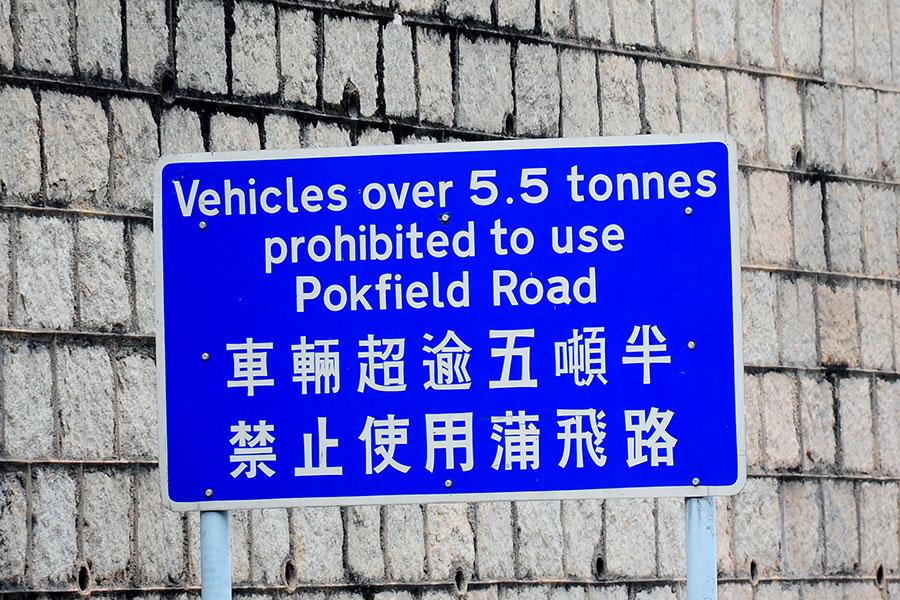 Vehicles over 5.5 tonnes
prohibited to use
Pokfield Road
車輛超逾五噸半
禁止使用蒲飛路